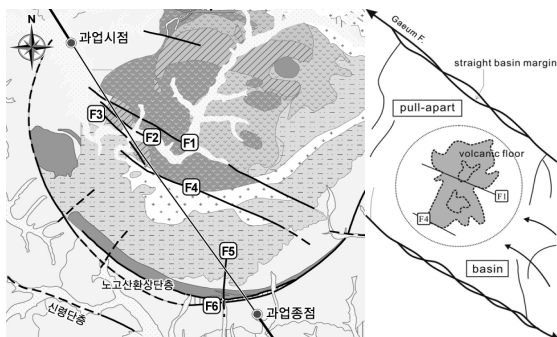 N
과업시점
F3
F2
F1
F4
F5
노고산환상단층
F6
신령단층
과업종점
Gaeum F.
straight basin margin
pull-apart
volcanic floor
F1
F4
basin